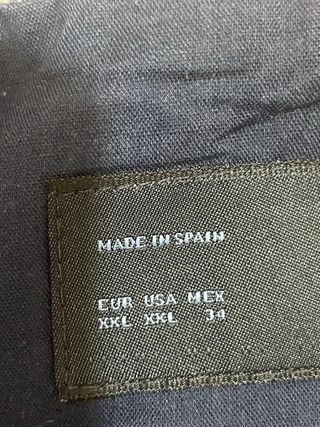 MADE IN SPAIN
EUR USA MEX
XXL XXL 34